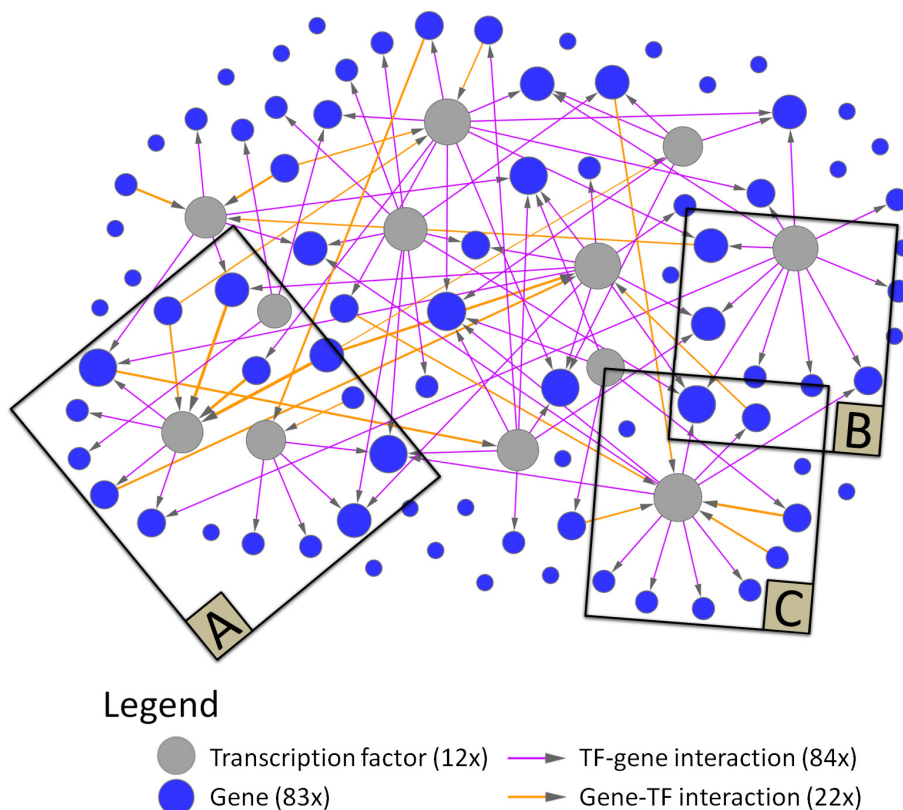 B
C
A
Legend
Transcription factor (12x)
TF-gene interaction (84x)
Gene (83x)
Gene-TF interaction (22x)